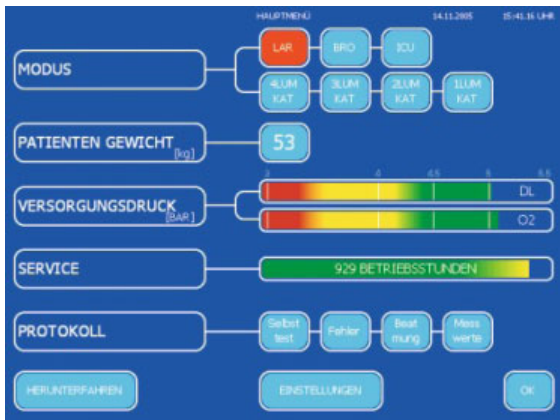 HAUPTMENÜ 14.11.2005 15:41.16 UHR
MODUS
LAR BRO ICU
4LUM KAT 3LUM KAT 2LUM KAT 1LUM KAT
PATIENTEN GEWICHT [kg]
53
3 4 4.5 5 5.5
VERSORGUNGSDRUCK [BAR]
DL
O2
SERVICE
929 BETRIEBSSTUNDEN
PROTOKOLL
Selbst test Fehler Beat mung Mess werte
HERUNTERFAHREN EINSTELLUNGEN OK